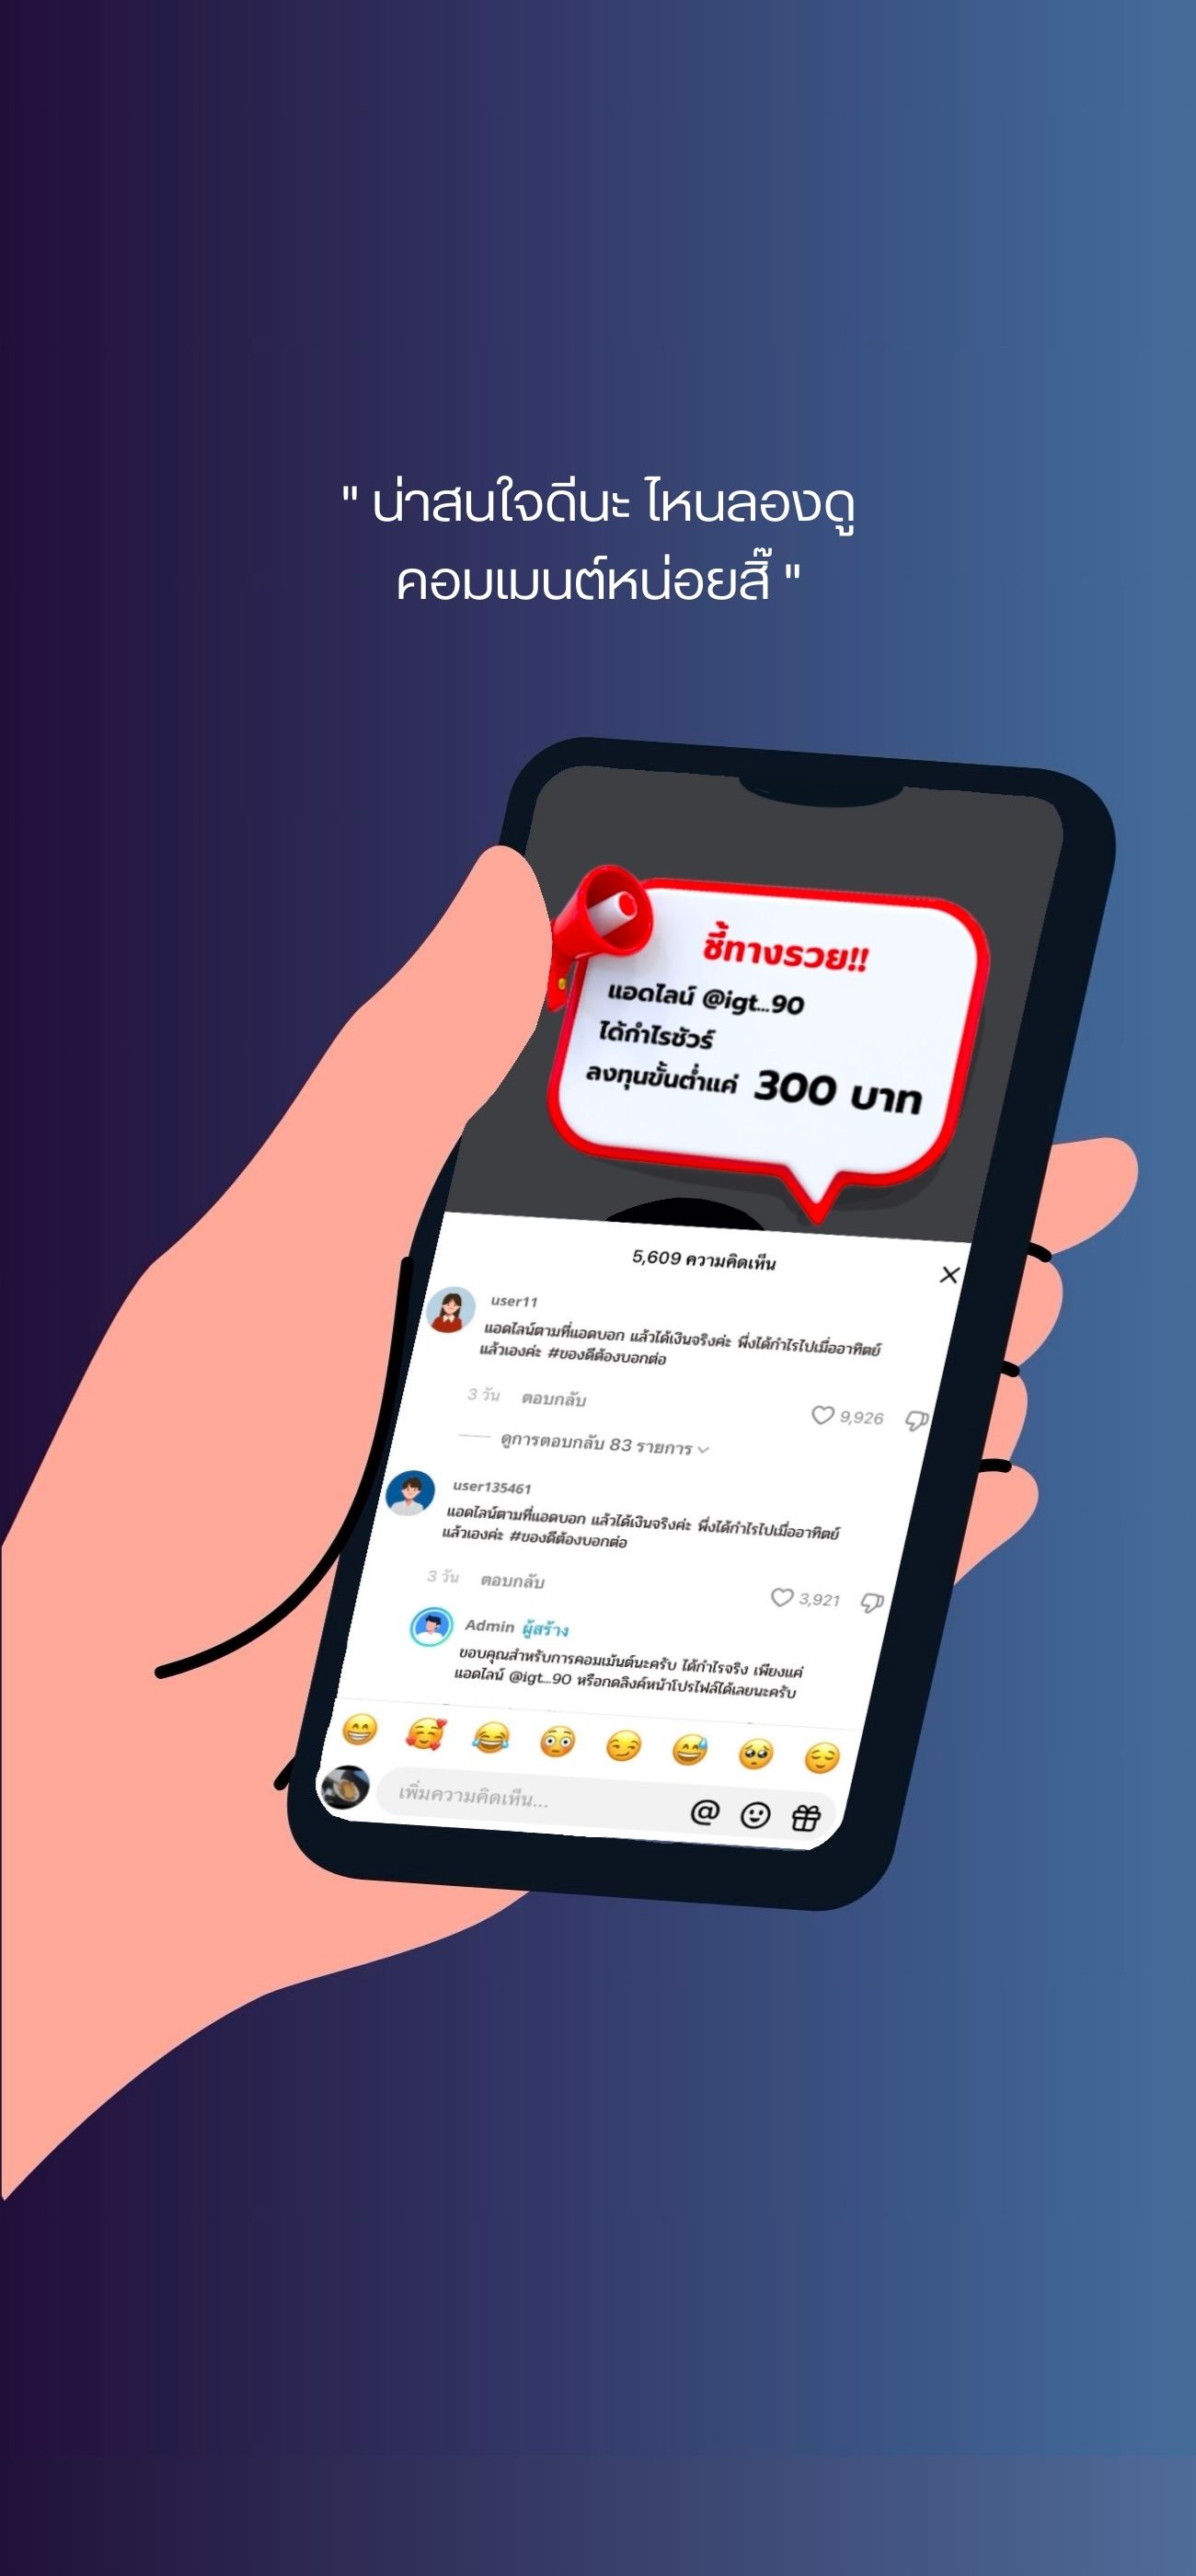 " น่าสนใจดีนะ ไหนลองดู
คอมเมนต์หน่อยสิ๊ "
ชี้ทางรวย!!
แอดไลน์ @igt...90
ได้กำไรชัวร์
ลงทุนขั้นต่ำแค่ 300 บาท
5,609 ความคิดเห็น
user11
แอดไลน์ตามที่แอดบอก แล้วได้เงินจริงค่ะ พึ่งได้กำไรไปเมื่ออาทิตย์
แล้วเองค่ะ #ของดีต้องบอกต่อ
3 วัน ตอบกลับ
9,926
ดูการตอบกลับ 83 รายการ
user135461
แอดไลน์ตามที่แอดบอก แล้วได้เงินจริงค่ะ พึ่งได้กำไรไปเมื่ออาทิตย์
แล้วเองค่ะ #ของดีต้องบอกต่อ
3 วัน ตอบกลับ
3,921
Admin ผู้สร้าง
ขอบคุณสำหรับการคอมเม้นต์นะครับ ได้กำไรจริง เพียงแค่
แอดไลน์ @igt...90 หรือกดลิงค์หน้าโปรไฟล์ได้เลยนะครับ
เพิ่มความคิดเห็น...